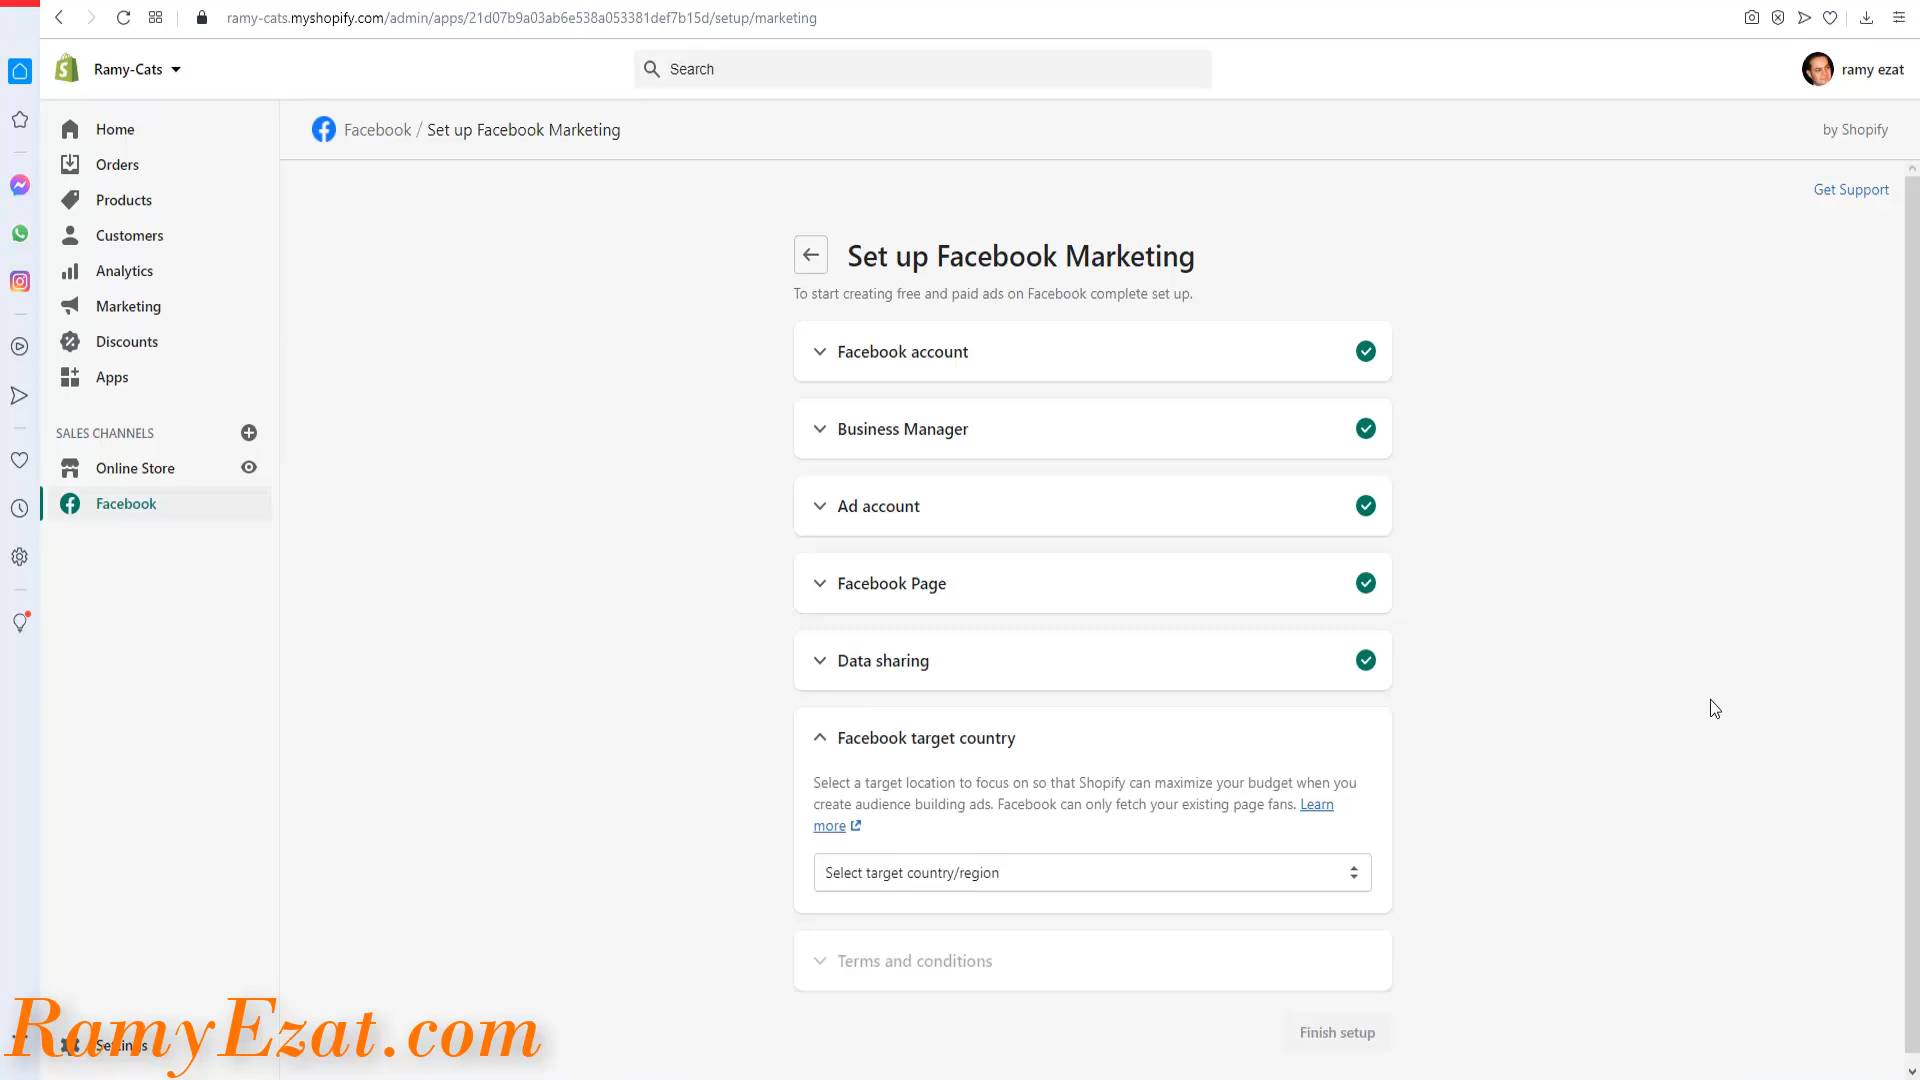 ramy-cats.myshopify.com/admin/apps/21d07b9a03ab6e538a053381def7b15d/setup/marketing
Ramy-Cats
Search
ramy ezat
Home
Orders
Products
Customers
Analytics
Marketing
Discounts
Apps
SALES CHANNELS
Online Store
Facebook
Settings
Facebook / Set up Facebook Marketing
by Shopify
Get Support
Set up Facebook Marketing
To start creating free and paid ads on Facebook complete set up.
Facebook account
Business Manager
Ad account
Facebook Page
Data sharing
Facebook target country
Select a target location to focus on so that Shopify can maximize your budget when you
create audience building ads. Facebook can only fetch your existing page fans. Learn
more
Select target country/region
Terms and conditions
Finish setup
RamyEzat.com